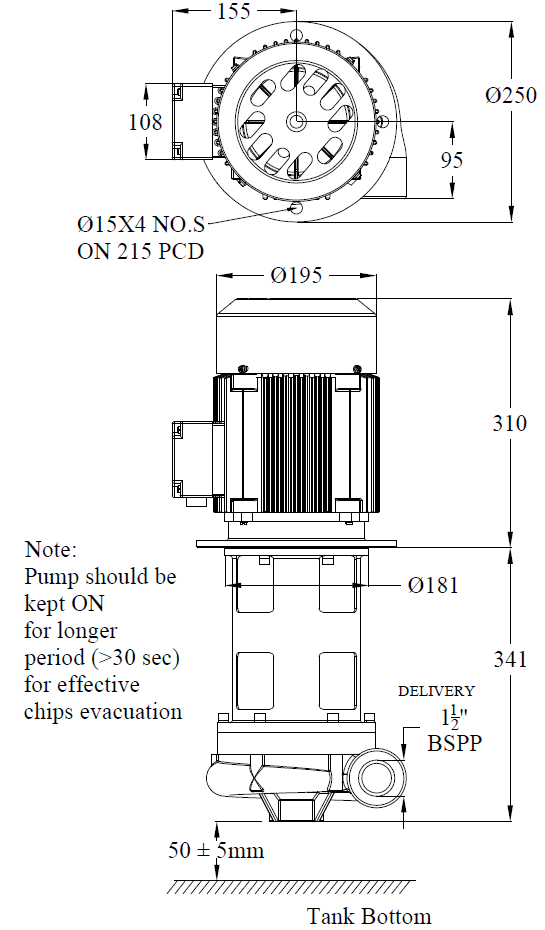 155
Ø250
108
95
Ø15X4 NO.S
ON 215 PCD
Ø195
310
Note:
Pump should be
kept ON
for longer
period (>30 sec)
for effective
chips evacuation
Ø181
341
DELIVERY
1½"
BSPP
50 ± 5mm
Tank Bottom